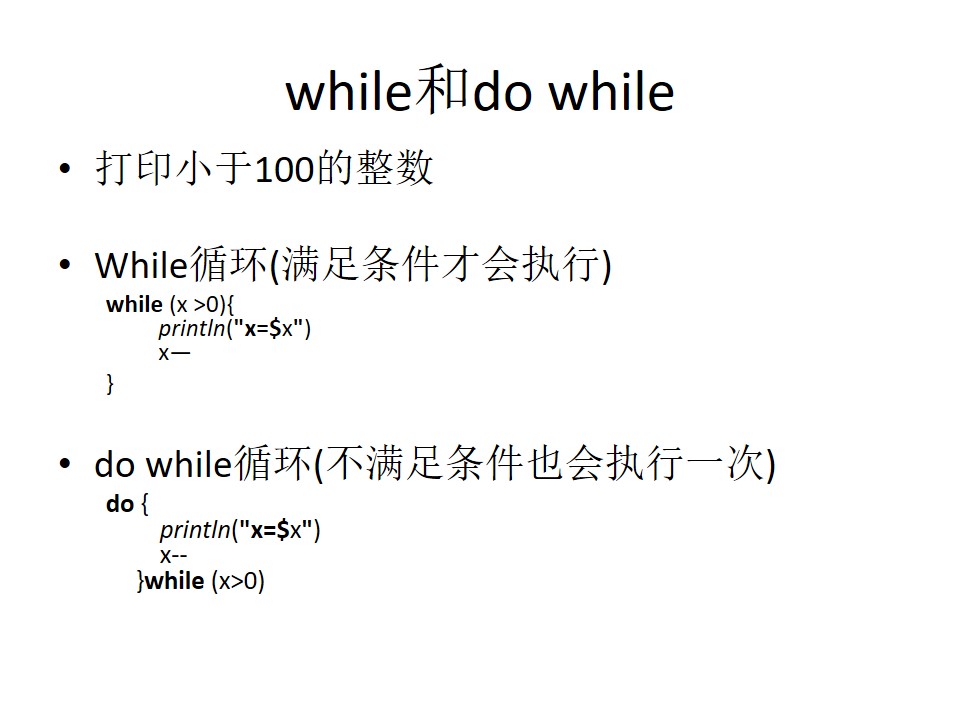 while和do while
• 打印小于100的整数
• While循环(满足条件才会执行)
while (x >0){
println("x=$x")
x—
}
• do while循环(不满足条件也会执行一次)
do {
println("x=$x")
x--
}while (x>0)